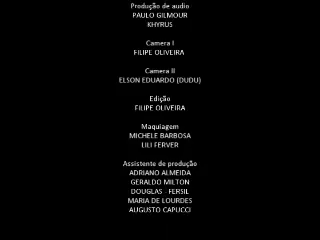 Produção de audio
PAULO GILMOUR
KHYRUS
Camera I
FILIPE OLIVEIRA
Camera II
ELSON EDUARDO (DUDU)
Edição
FILIPE OLIVEIRA
Maquiagem
MICHELE BARBOSA
LILI FERVER
Assistente de produção
ADRIANO ALMEIDA
GERALDO MILTON
DOUGLAS - FERSIL
MARIA DE LOURDES
AUGUSTO CAPUCCI